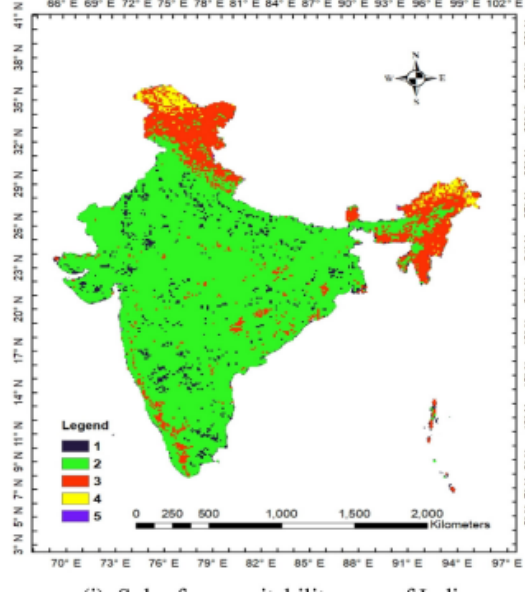 66° E 69° E 72° E 75° E 78° E 81° E 84° E 87° E 90° E 93° E 96° E 99° E 102° E
41° N
38° N
35° N
32° N
29° N
26° N
23° N
20° N
17° N
14° N
11° N
9° N
7° N
5° N
3° N
N
W E
S
Legend
1
2
3
4
5
0 250 500 1,000 1,500 2,000
Kilometers
70° E 73° E 76° E 79° E 82° E 85° E 88° E 91° E 94° E 97° E